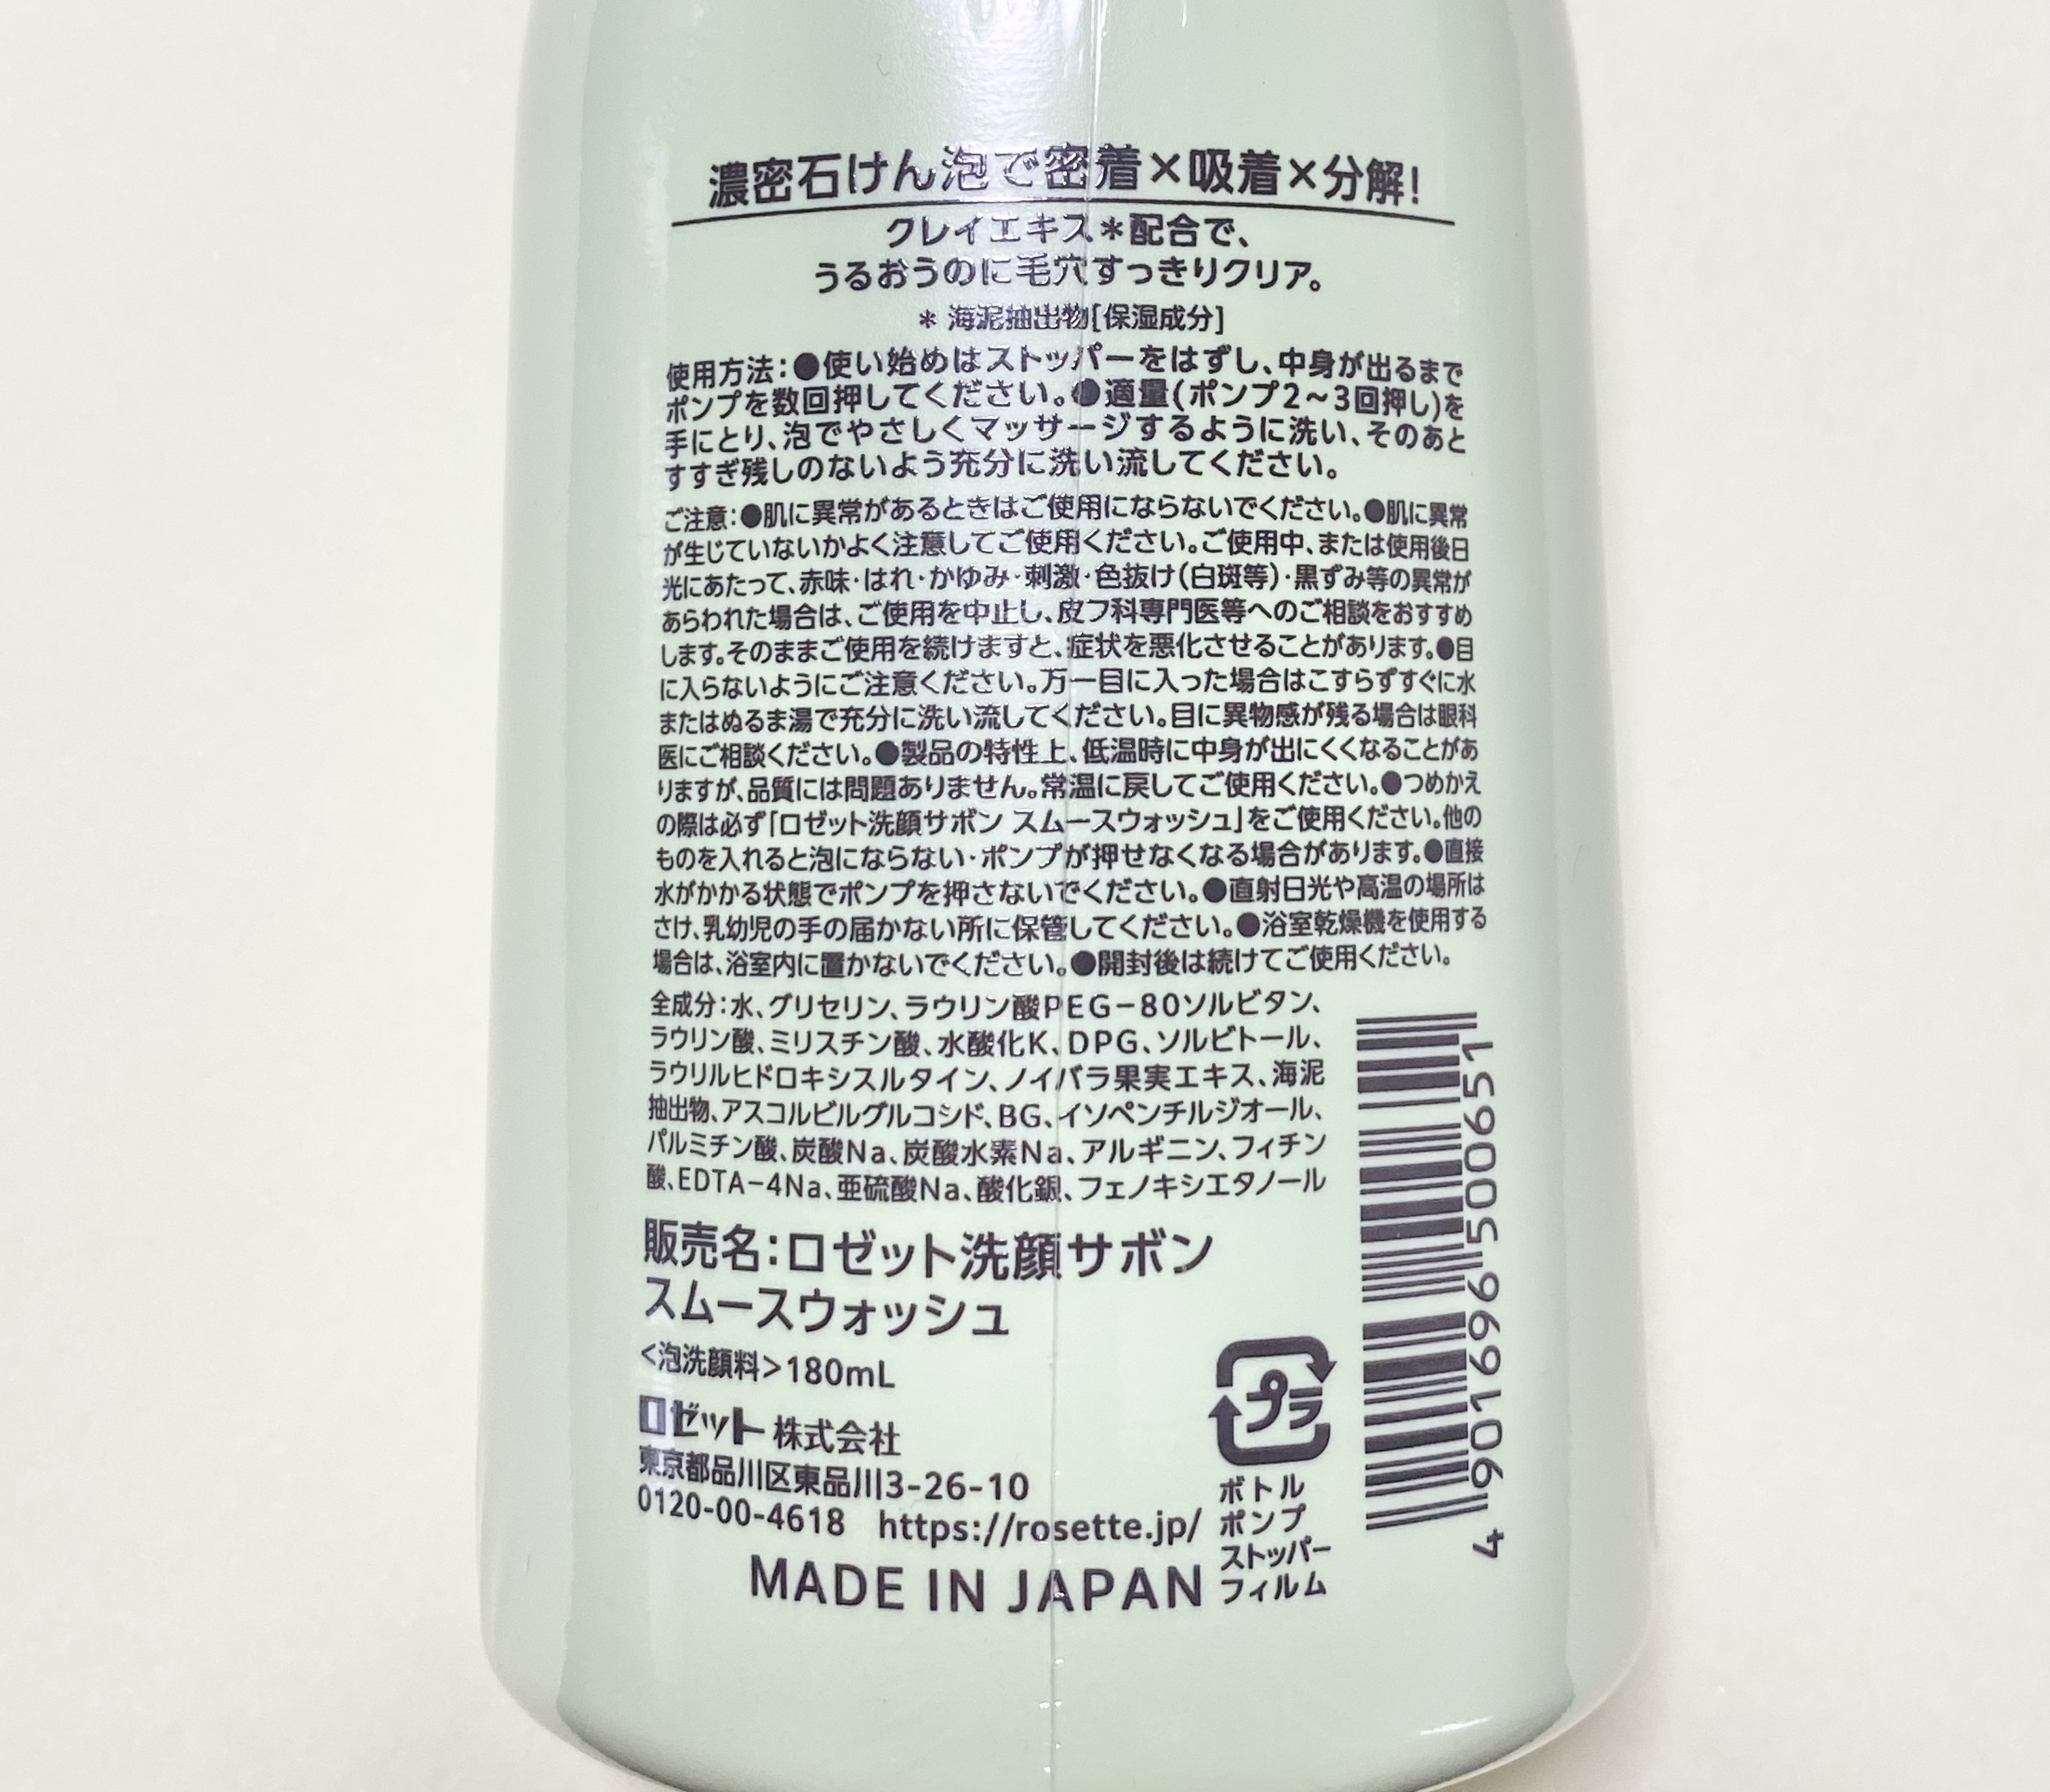 濃密石けん泡で密着×吸着×分解!
クレイエキス＊配合で、
うるおうのに毛穴すっきりクリア。
＊ 海泥抽出物[保湿成分]
使用方法：●使い始めはストッパーをはずし、中身が出るまで
ポンプを数回押してください。●適量(ポンプ2〜3回押し)を
手にとり、泡でやさしくマッサージするように洗い、そのあと
すすぎ残しのないよう充分に洗い流してください。
ご注意：●肌に異常があるときはご使用にならないでください。●肌に異常
が生じていないかよく注意してご使用ください。ご使用中、または使用後日
光にあたって、赤味・はれ・かゆみ・刺激・色抜け(白斑等)・黒ずみ等の異常が
あらわれた場合は、ご使用を中止し、皮フ科専門医等へのご相談をおすすめ
します。そのままご使用を続けますと、症状を悪化させることがあります。●目
に入らないようにご注意ください。万一目に入った場合はこすらずすぐに水
またはぬるま湯で充分に洗い流してください。目に異物感が残る場合は眼科
医にご相談ください。●製品の特性上、低温時に中身が出にくくなることがあ
りますが、品質には問題ありません。常温に戻してご使用ください。●つめかえ
の際は必ず「ロゼット洗顔サボン スムースウォッシュ」をご使用ください。他の
ものを入れると泡にならない・ポンプが押せなくなる場合があります。●直接
水がかかる状態でポンプを押さないでください。●直射日光や高温の場所は
さけ、乳幼児の手の届かない所に保管してください。●浴室乾燥機を使用する
場合は、浴室内に置かないでください。●開封後は続けてご使用ください。
全成分：水、グリセリン、ラウリン酸PEG−80ソルビタン、
ラウリン酸、ミリスチン酸、水酸化K、DPG、ソルビトール、
ラウリルヒドロキシスルタイン、ノイバラ果実エキス、海泥
抽出物、アスコルビルグルコシド、BG、イソペンチルジオール、
パルミチン酸、炭酸Na、炭酸水素Na、アルギニン、フィチン
酸、EDTA−4Na、亜硫酸Na、酸化銀、フェノキシエタノール
販売名：ロゼット洗顔サボン
スムースウォッシュ
<泡洗顔料>180mL
ロゼット株式会社
東京都品川区東品川3-26-10
0120-00-4618 https://rosette.jp/
MADE IN JAPAN
プラ
ボトル
ポンプ
ストッパー
フィルム
4 901696 506951